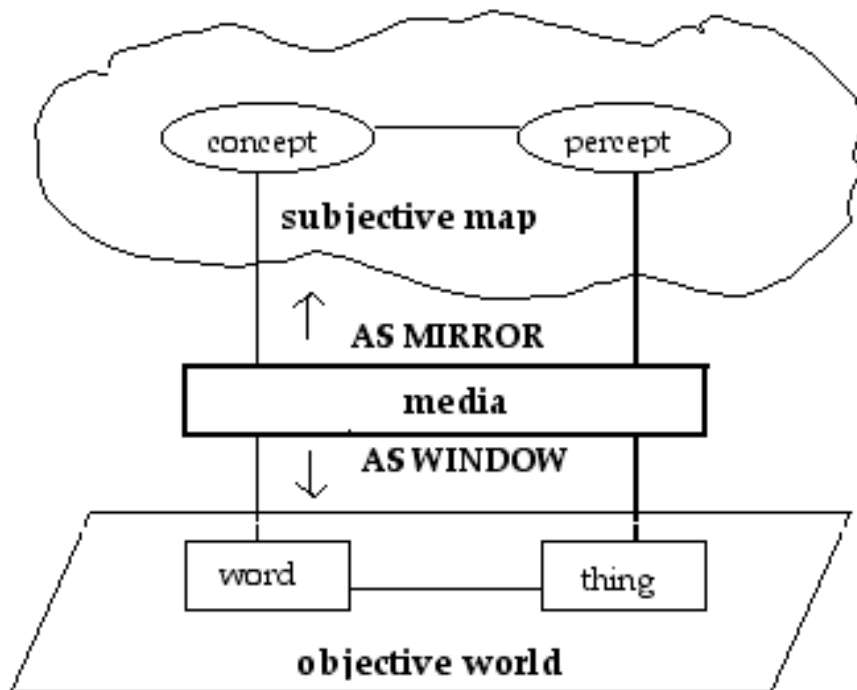 concept percept
subjective map
AS MIRROR
media
AS WINDOW
word thing
objective world